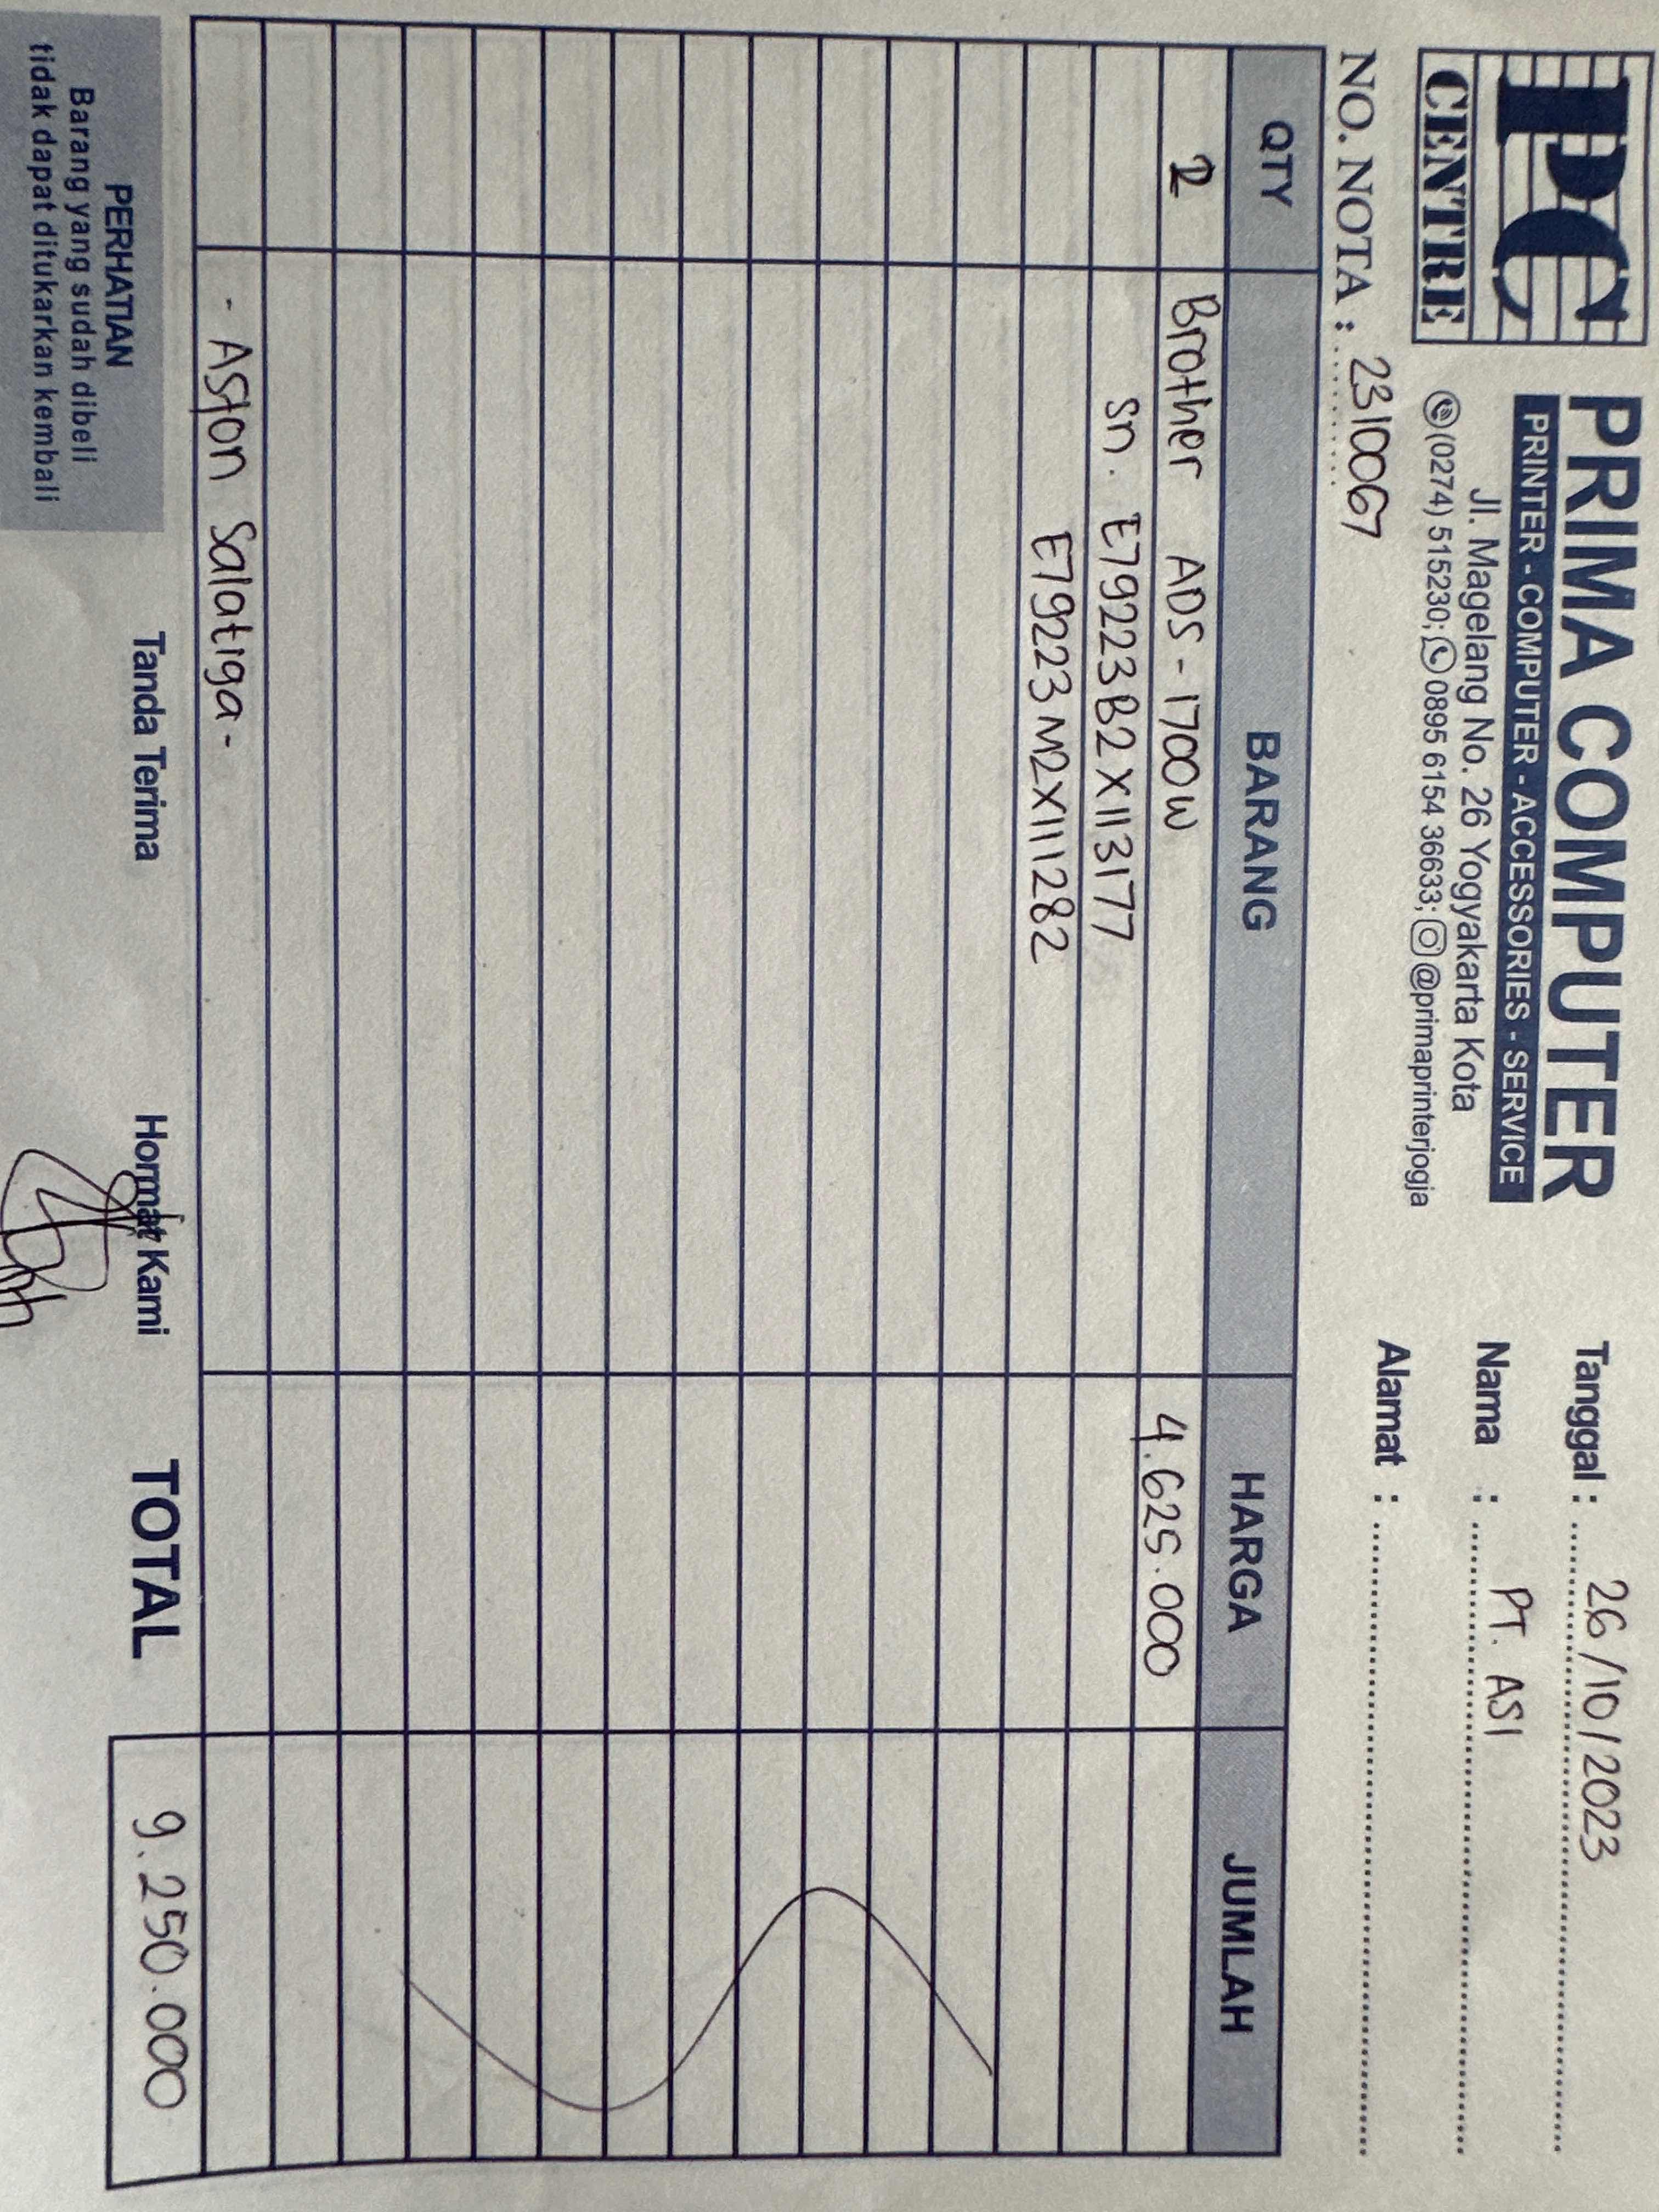 PC
CENTRE
PRIMA COMPUTER
PRINTER - COMPUTER - ACCESSORIES - SERVICE
Jl. Magelang No. 26 Yogyakarta Kota
(0274) 515230; 0895 6154 36633; @primaprinterjogja
Tanggal : 26/10/2023
Nama : PT. ASI
Alamat :
NO. NOTA : 2310067
QTY BARANG HARGA JUMLAH
2 Brother ADS-1700W 4.625.000
Sn. E79223B2X113177
E79223M2X111282
- Aston Salatiga -
PERHATIAN
Barang yang sudah dibeli
tidak dapat ditukarkan kembali
Tanda Terima Hormat Kami TOTAL 9.250.000